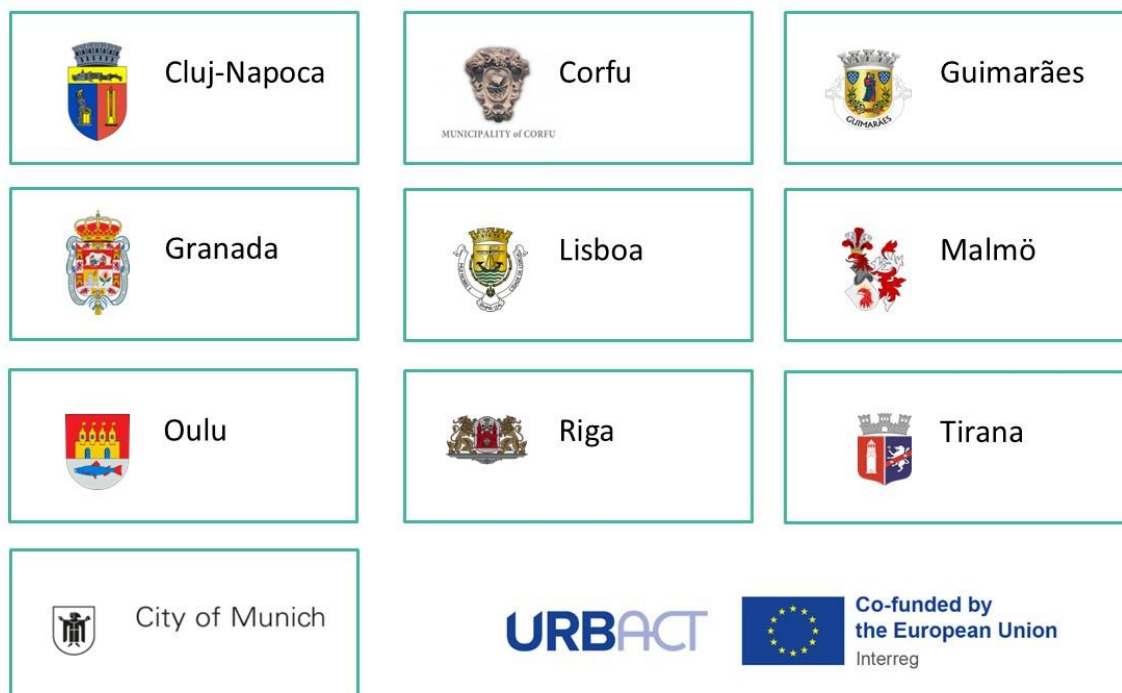 Cluj-Napoca
Corfu
MUNICIPALITY of CORFU
Guimarães
GUIMARÃES
Granada
Lisboa
Malmö
Oulu
Riga
Tirana
City of Munich
URBACT
Co-funded by
the European Union
Interreg